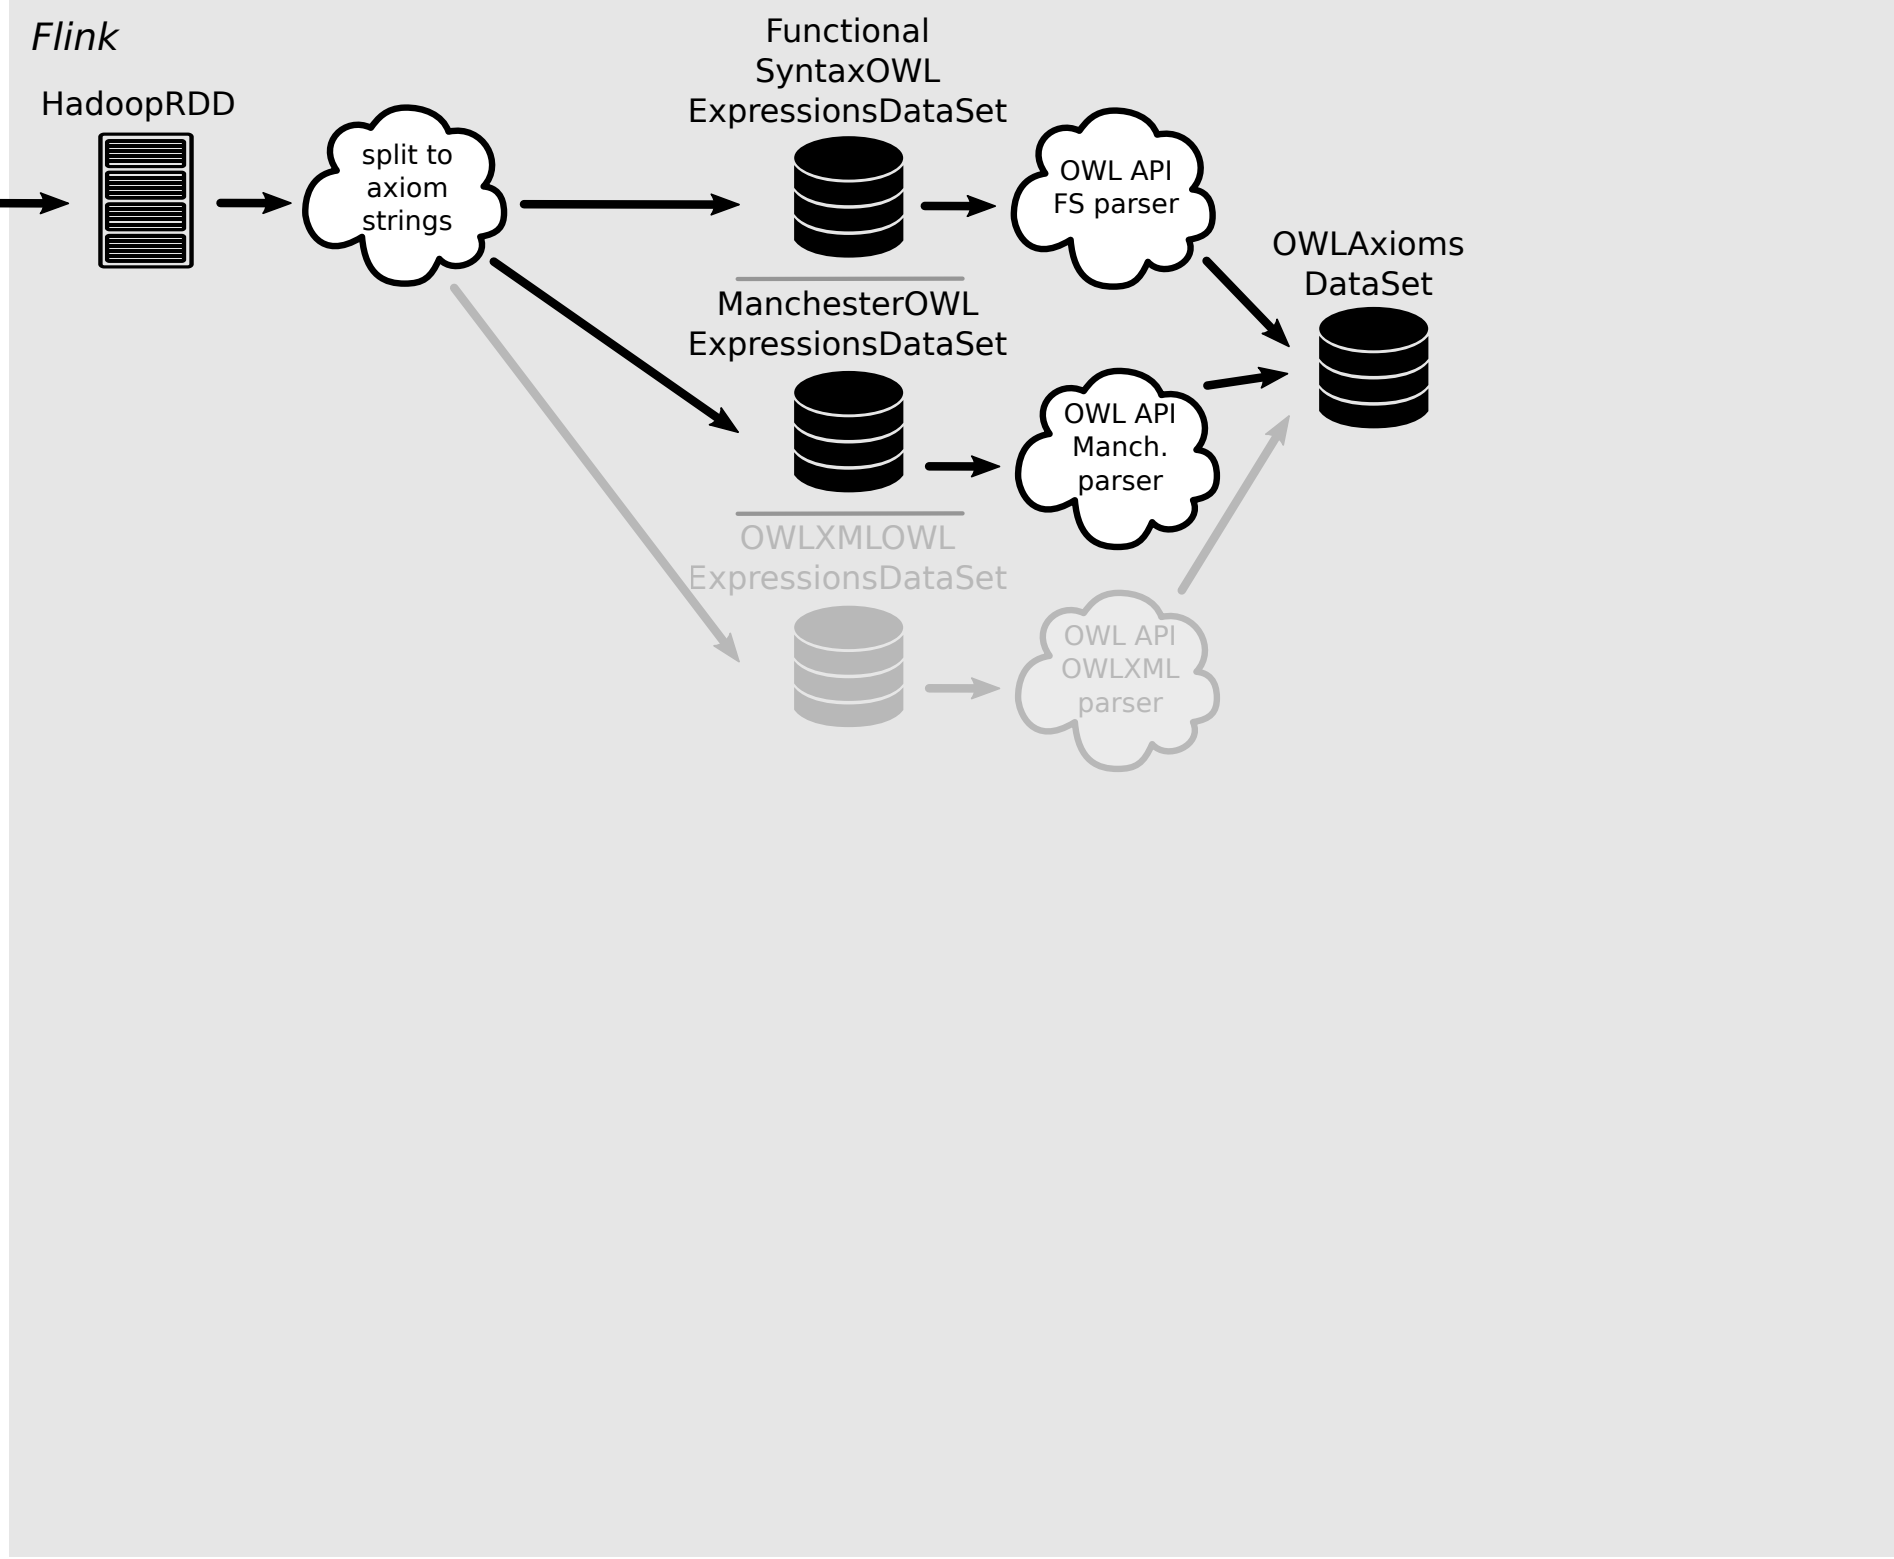 Flink
HadoopRDD
split to
axiom
strings
Functional
SyntaxOWL
ExpressionsDataSet
OWL API
FS parser
ManchesterOWL
ExpressionsDataSet
OWL API
Manch.
parser
OWLXMLOWL
ExpressionsDataSet
OWL API
OWLXML
parser
OWLAxioms
DataSet